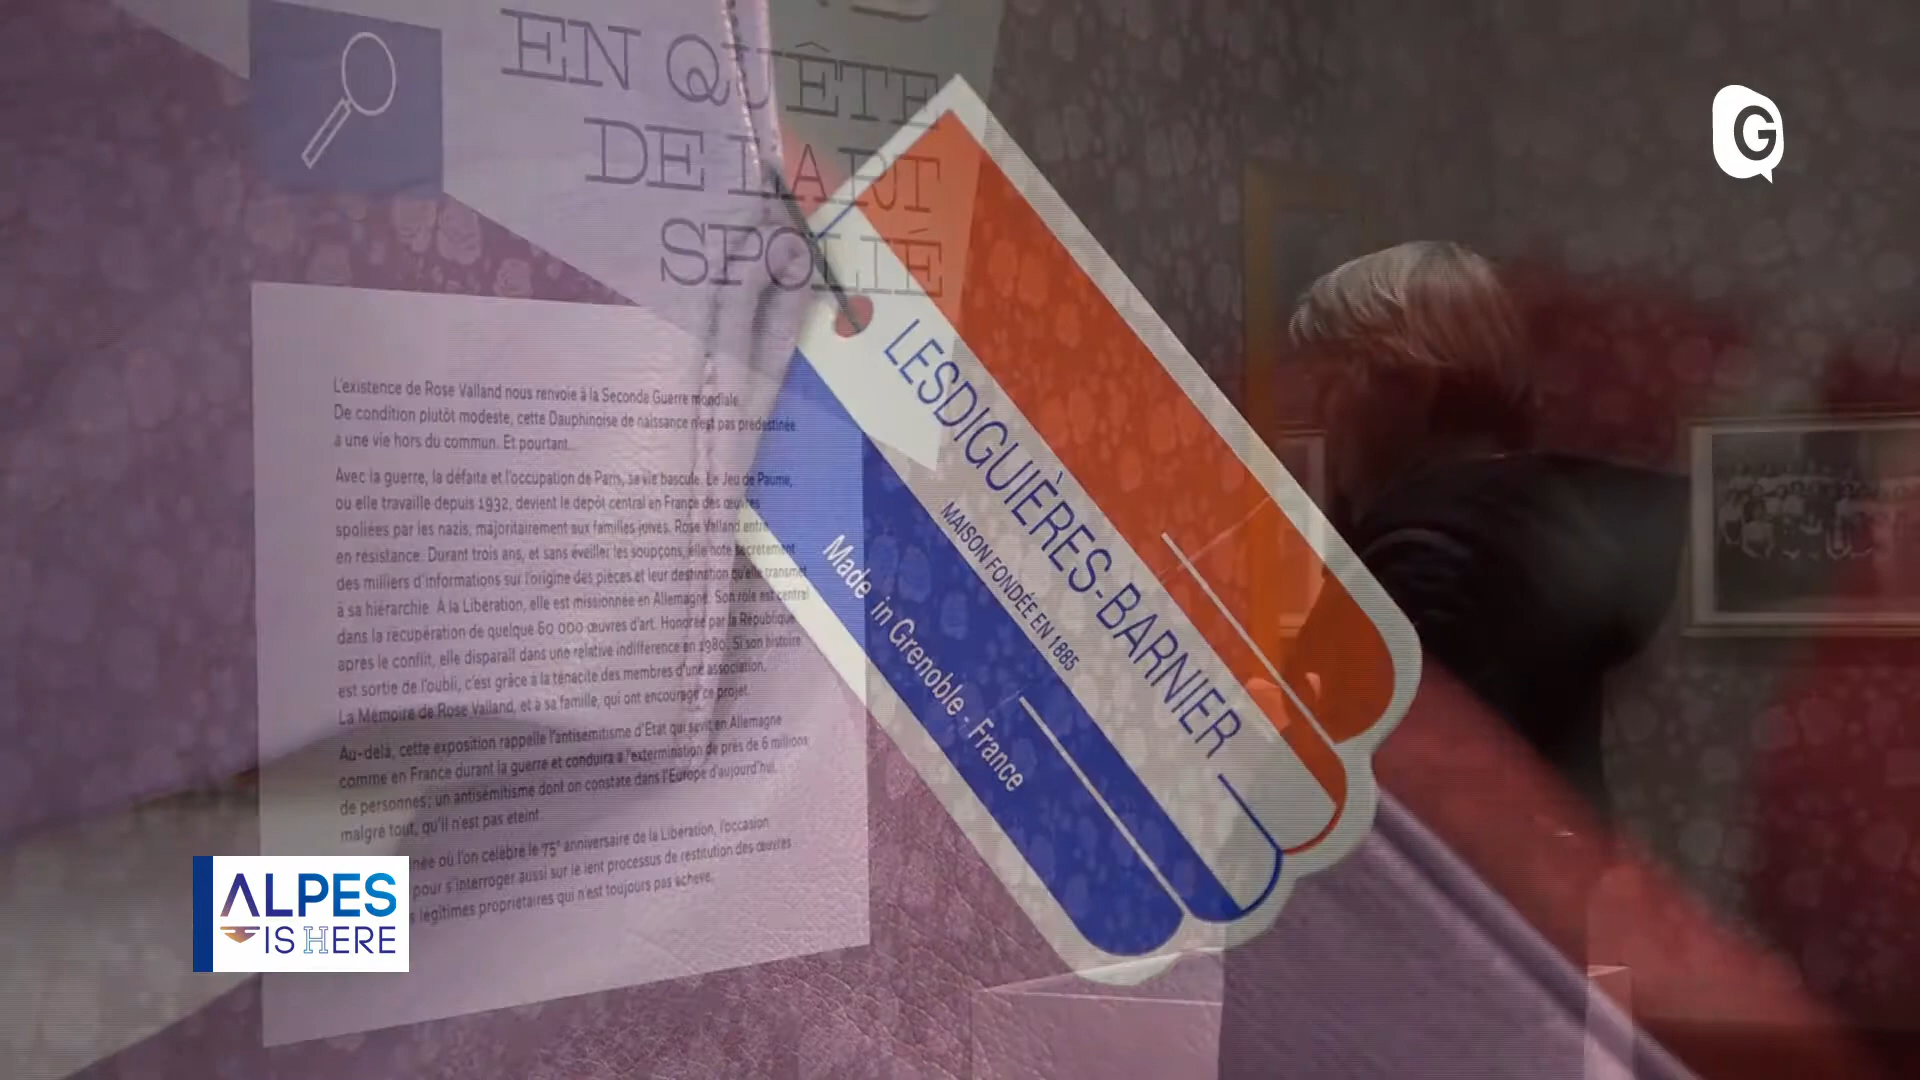 EN QUÊTE
DE L'ART
SPOLIÉ
L'existence de Rose Valland nous renvoie à la Seconde Guerre mondiale.
De condition plutôt modeste, cette Dauphinoise de naissance n'est pas prédestinée
à une vie hors du commun. Et pourtant...
Avec la guerre, la défaite et l'occupation de Paris, sa vie bascule. Le Jeu de Paume,
où elle travaille depuis 1932, devient le dépôt central en France des œuvres
spoliées par les nazis, majoritairement aux familles juives. Rose Valland entre
en résistance. Durant trois ans, et sans éveiller les soupçons, elle note secrètement
des milliers d'informations sur l'origine des pièces et leur destination qu'elle transmet
à sa hiérarchie. À la Libération, elle est missionnée en Allemagne. Son rôle est central
dans la récupération de quelque 60 000 œuvres d'art. Honorée par la République
après le conflit, elle disparaît dans une relative indifférence en 1980. Si son histoire
est sortie de l'oubli, c'est grâce à la ténacité des membres d'une association,
La Mémoire de Rose Valland, et à sa famille, qui ont encouragé ce projet.
Au-delà, cette exposition rappelle l'antisémitisme d'État qui sévit en Allemagne
comme en France durant la guerre et conduira à l'extermination de près de 6 millions
de personnes ; un antisémitisme dont on constate dans l'Europe d'aujourd'hui,
malgré tout, qu'il n'est pas éteint.
où l'on célèbre le 75e anniversaire de la Libération, l'occasion
pour s'interroger aussi sur le lent processus de restitution des œuvres
légitimes propriétaires qui n'est toujours pas achevé.
LESDIGUIÈRES-BARNIER
MAISON FONDÉE EN 1885
Made in Grenoble - France
G
ALPES
IS HERE